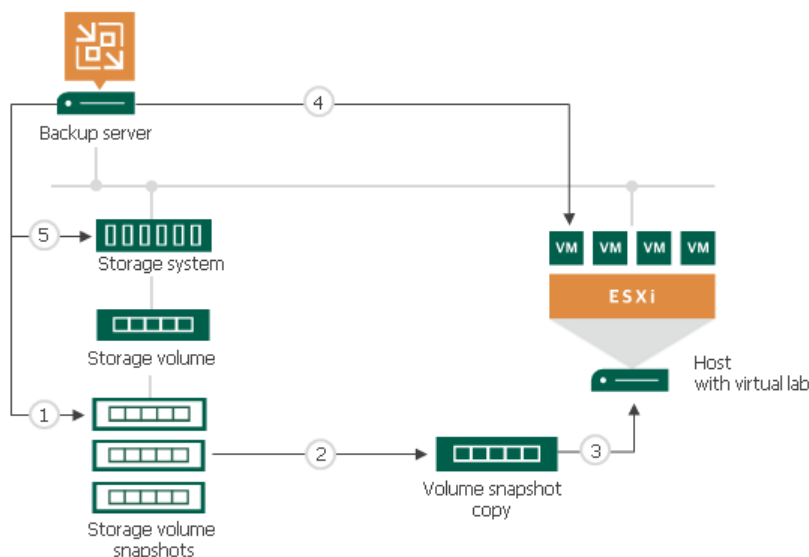 4
Backup server
5
Storage system
VM VM VM VM
ESXi
Storage volume
Host
with virtual lab
1
2
3
Volume snapshot
copy
Storage volume
snapshots